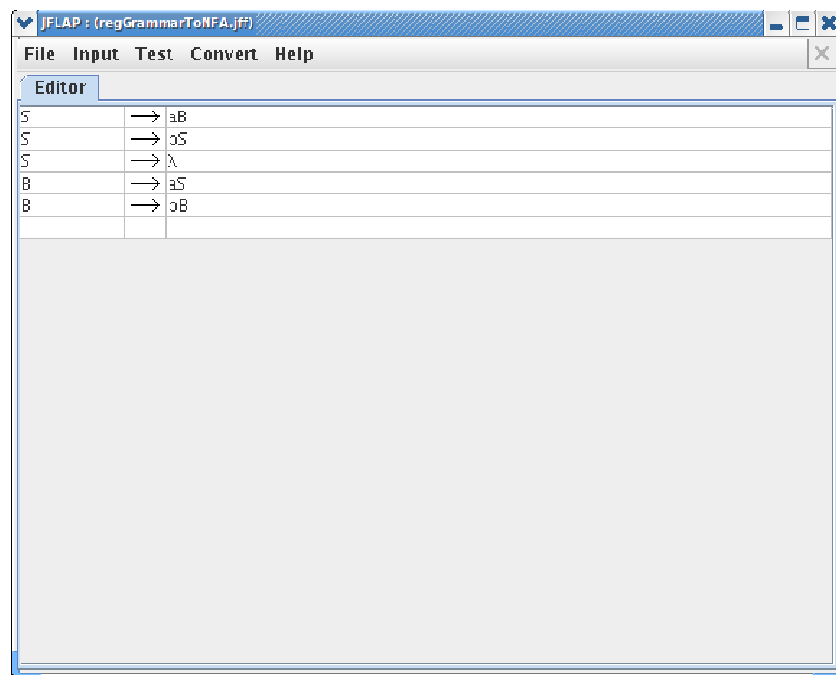 JFLAP : (regGrammarToNFA.jff)
File Input Test Convert Help
Editor
S → aB
S → bS
S → λ
B → aS
B → bB